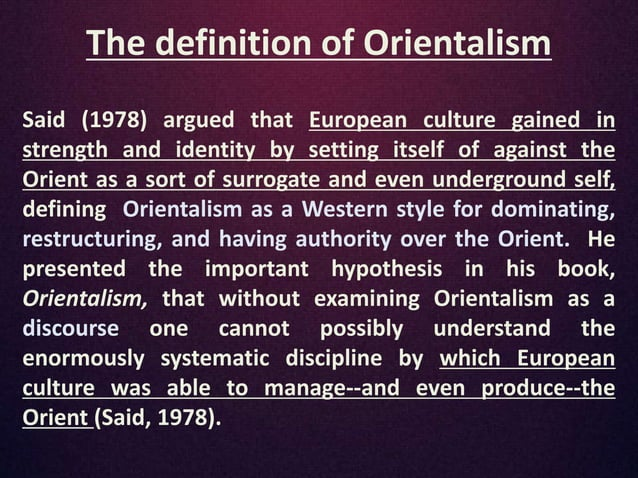 The definition of Orientalism
Said (1978) argued that European culture gained in
strength and identity by setting itself of against the
Orient as a sort of surrogate and even underground self,
defining Orientalism as a Western style for dominating,
restructuring, and having authority over the Orient. He
presented the important hypothesis in his book,
Orientalism, that without examining Orientalism as a
discourse one cannot possibly understand the
enormously systematic discipline by which European
culture was able to manage--and even produce--the
Orient (Said, 1978).